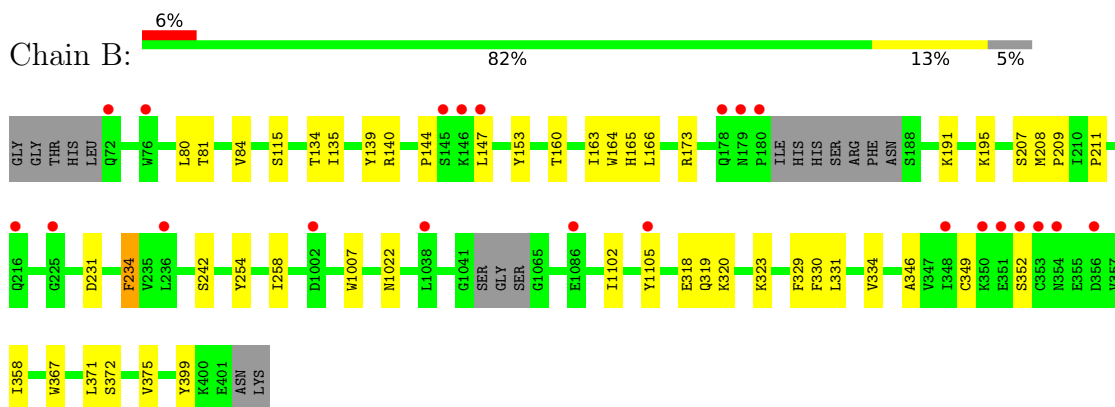 6%
Chain B:
82% 13% 5%
GLY GLY THR HIS LEU Q72 W76 L80 T81 V84 S115 T134 I135 Y139 R140 P144 S145 K146 L147 Y153 T160 I163 W164 H165 L166 R173 Q178 N179 P180 ILE HIS HIS SER ARG PHE ASN S188 K191 K195 S207 M208 P209 I210 P211
Q216 G225 D231 F234 V235 L236 S242 Y254 I258 D1002 W1007 N1022 L1038 G1041 SER GLY SER G1065 E1086 I1102 Y1105 E318 Q319 K320 K323 F329 F330 L331 V334 A346 V347 I348 C349 K350 E351 S352 C353 N354 E355 D356 V357
I358 W367 L371 S372 V375 Y399 K400 E401 ASN LYS